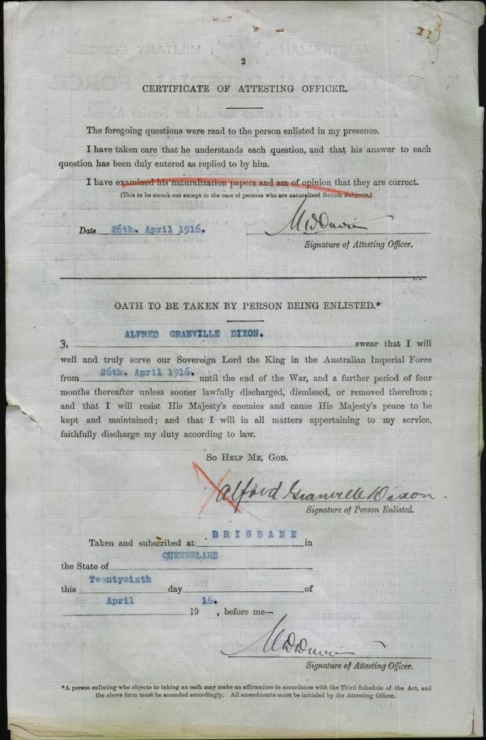 2
CERTIFICATE OF ATTESTING OFFICER.
The foregoing questions were read to the person enlisted in my presence.
I have taken care that he understands each question, and that his answer to each
question has been duly entered as replied to by him.
I have examined his naturalization papers and am of opinion that they are correct.
(This to be struck out except in the case of persons who are naturalized British Subjects.)
Date 26th. April 1916.
Signature of Attesting Officer.
OATH TO BE TAKEN BY PERSON BEING ENLISTED.*
ALFRED GRANVILLE DIXON.
3, swear that I will
well and truly serve our Sovereign Lord the King in the Australian Imperial Force
from 26th. April 1916. until the end of the War, and a further period of four
months thereafter unless sooner lawfully discharged, dismissed, or removed therefrom;
and that I will resist His Majesty's enemies and cause His Majesty's peace to be
kept and maintained; and that I will in all matters appertaining to my service,
faithfully discharge my duty according to law.
SO HELP ME, GOD.
Alfred Granville Dixon
Signature of Person Enlisted.
Taken and subscribed at BRISBANE in
the State of QUEENSLAND
this Twentysixth day of
April 19 16. , before me—
Signature of Attesting Officer.
*A person enlisting who objects to taking an oath may make an affirmation in accordance with the Third Schedule of the Act, and
the above form must be amended accordingly. All amendments must be initialed by the Attesting Officer.